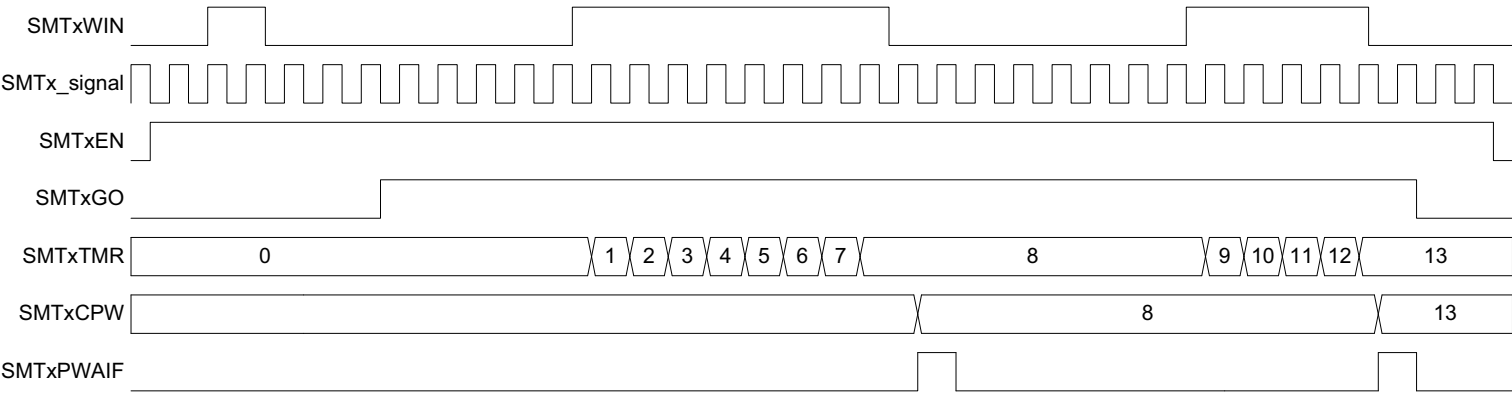 SMTxWIN
SMTx_signal
SMTxEN
SMTxGO
SMTxTMR 0 1 2 3 4 5 6 7 8 9 10 11 12 13
SMTxCPW 8 13
SMTxPWAIF